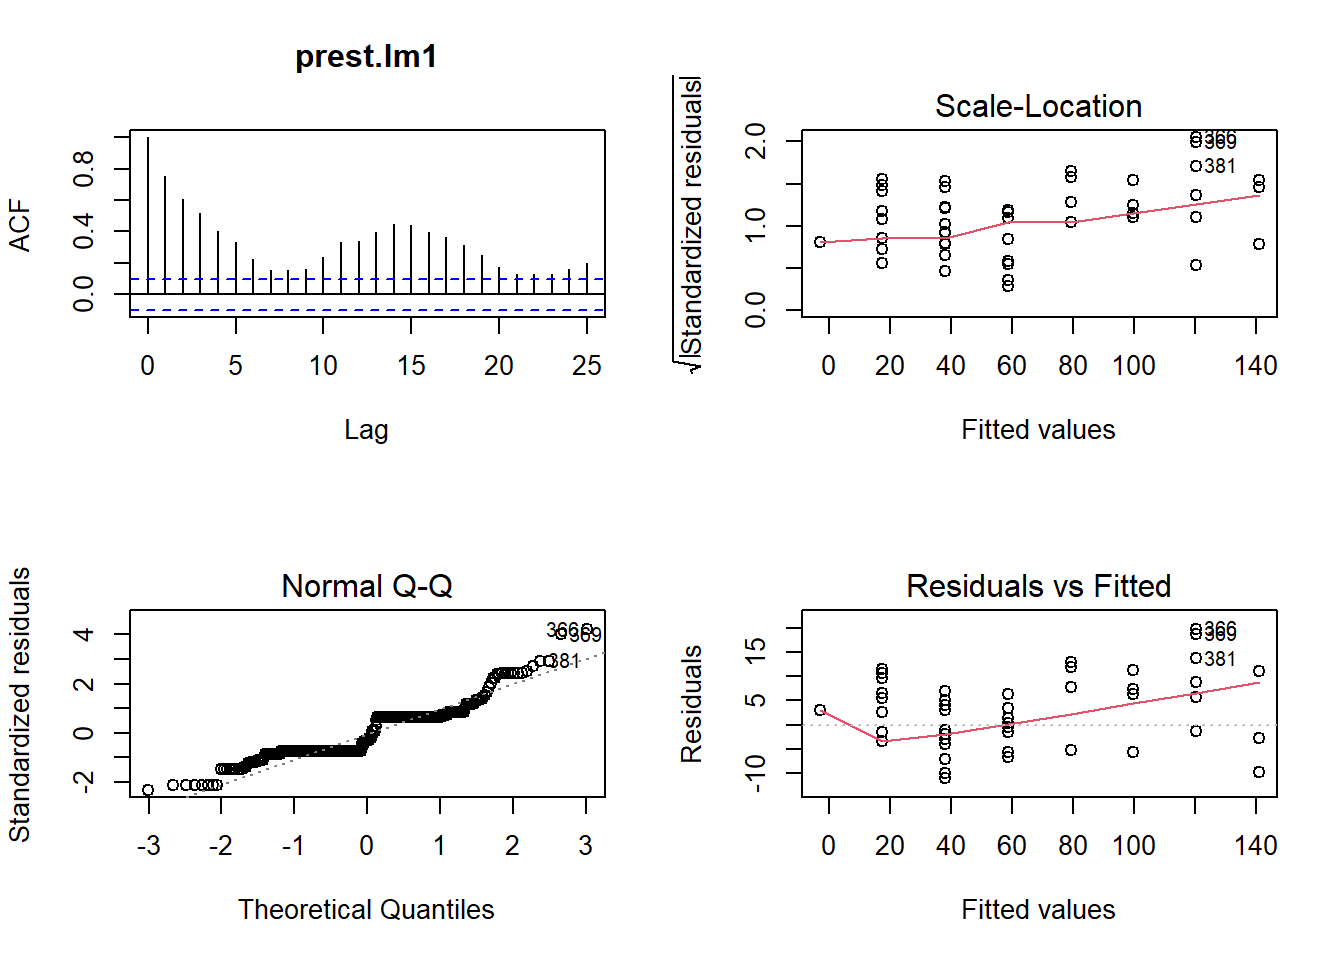 prest.lm1
ACF
0.0 0.4 0.8
0 5 10 15 20 25
Lag
Scale-Location
√|Standardized residuals|
0.0 1.0 2.0
366
369
381
0 20 40 60 80 100 140
Fitted values
Normal Q-Q
Standardized residuals
-2 0 2 4
366
369
381
-3 -2 -1 0 1 2 3
Theoretical Quantiles
Residuals vs Fitted
Residuals
-10 5 15
366
369
381
0 20 40 60 80 100 140
Fitted values